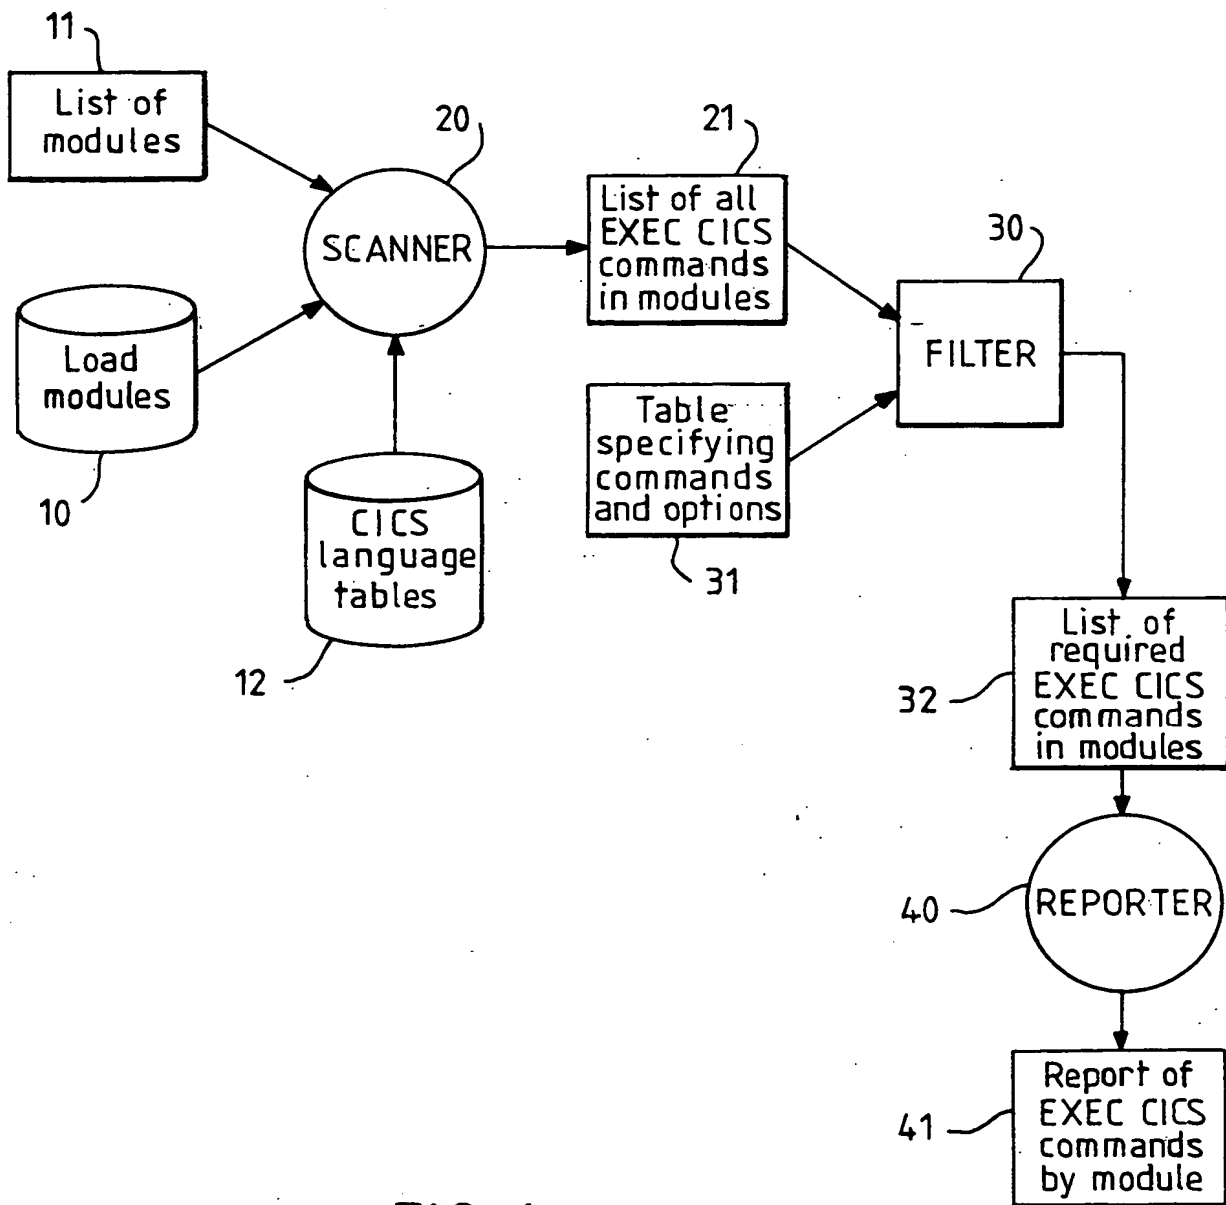 11
List of
modules
20
SCANNER
21
List of all
EXEC CICS
commands
in modules
30
FILTER
Load
modules
10
CICS
language
tables
12
Table
specifying
commands
and options
31
List of
required
EXEC CICS
commands
in modules
32
40
REPORTER
Report of
EXEC CICS
commands
by module
41